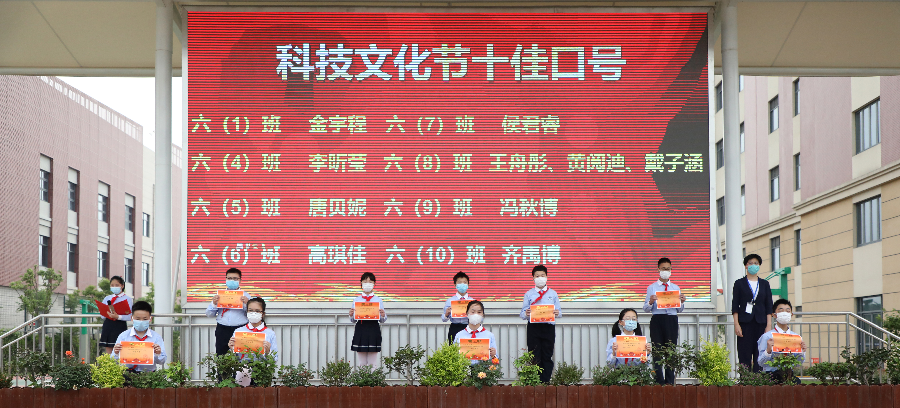 科技文化节十佳口号
六（1）班 金宇程 六（7）班 侯君睿
六（4）班 李昕莹 六（8）班 王舟彤、黄阅迪、戴子涵
六（5）班 唐贝妮 六（9）班 冯秋博
六（6）班 高琪佳 六（10）班 齐禹博